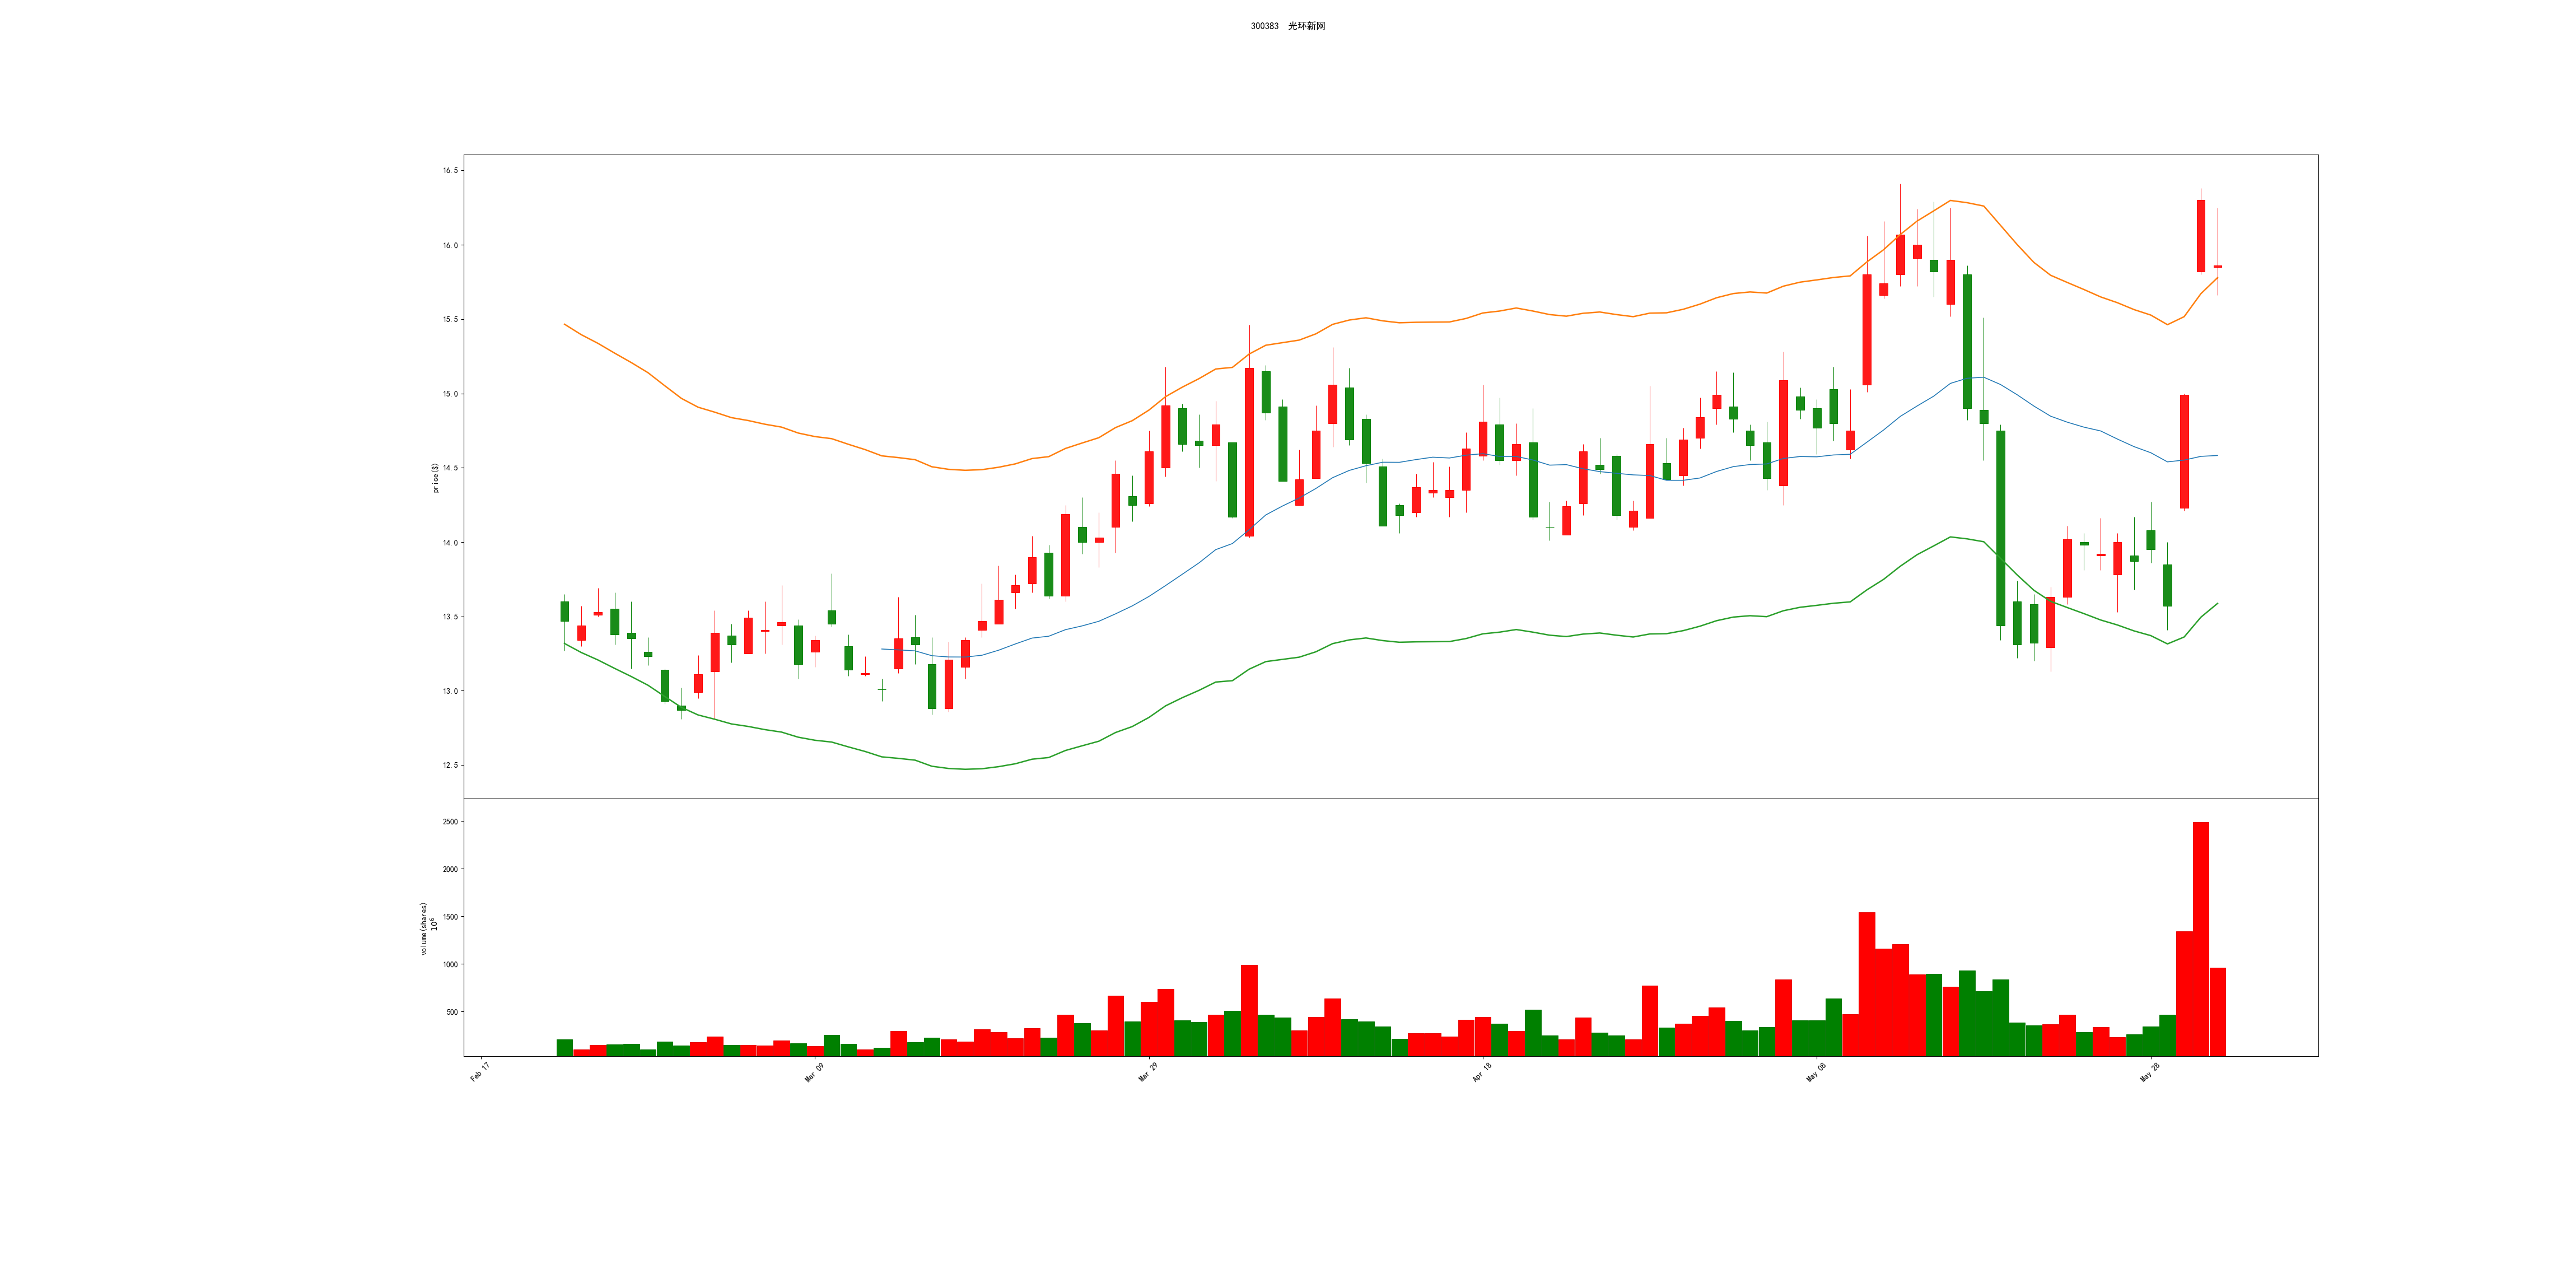 300383 光环新网
16.5
16.0
15.5
15.0
14.5
14.0
13.5
13.0
12.5
price($)
2500
2000
1500
1000
500
volume(shares)
10⁶
Feb 17
Mar 09
Mar 29
Apr 18
May 08
May 28